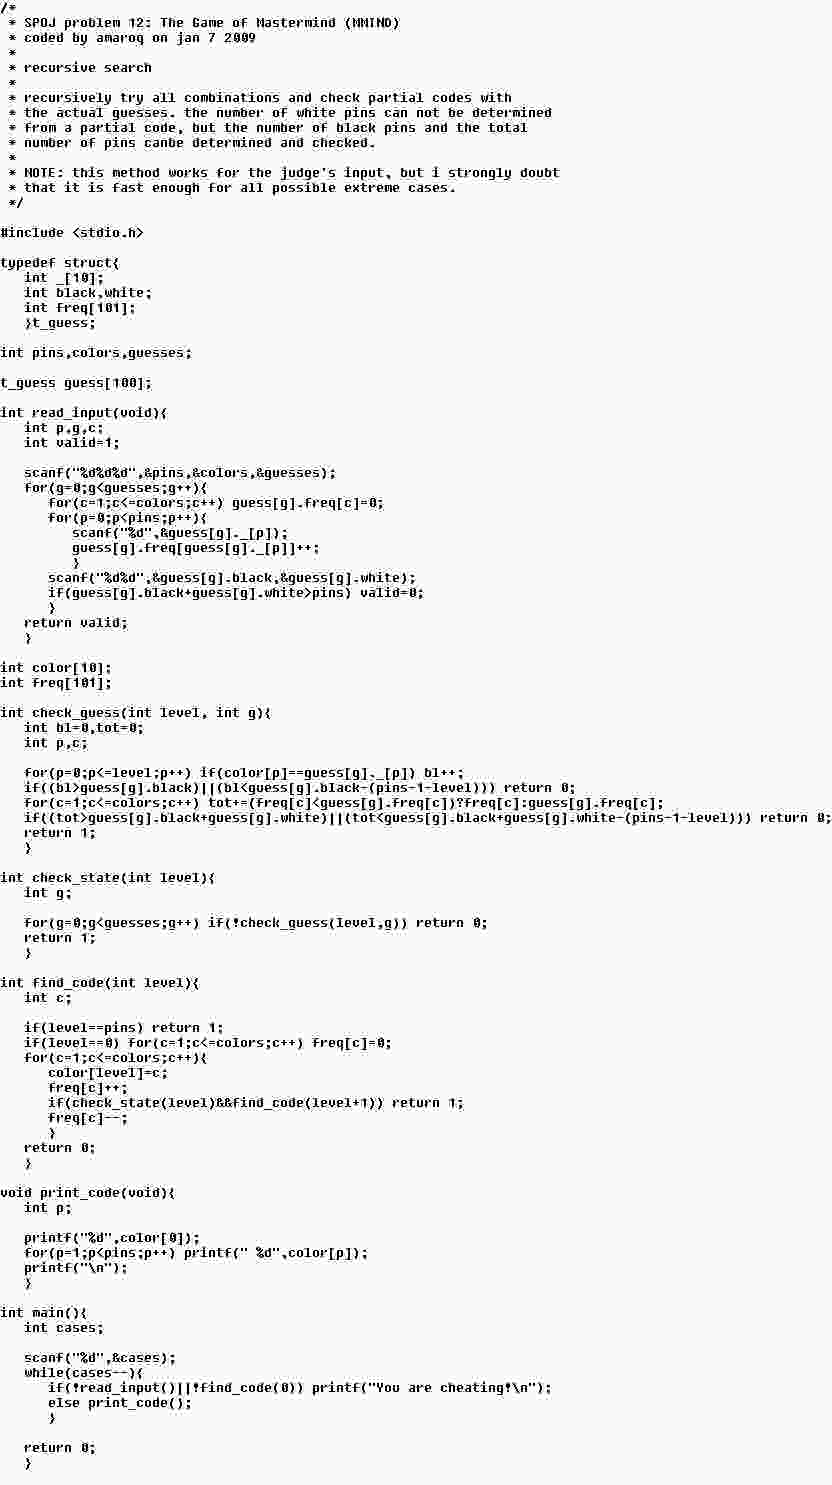 /*
 * SPOJ problem 12: The Game of Mastermind (MMIND)
 * coded by amaroq on jan 7 2009
 *
 * recursive search
 *
 * recursively try all combinations and check partial codes with
 * the actual guesses. the number of white pins can not be determined
 * from a partial code, but the number of black pins and the total
 * number of pins canbe determined and checked.
 *
 * NOTE: this method works for the judge's input, but i strongly doubt
 * that it is fast enough for all possible extreme cases.
 */

#include <stdio.h>

typedef struct{
   int _[10];
   int black,white;
   int freq[101];
   }t_guess;

int pins,colors,guesses;

t_guess guess[100];

int read_input(void){
   int p,g,c;
   int valid=1;

   scanf("%d%d%d",&pins,&colors,&guesses);
   for(g=0;g<guesses;g++){
      for(c=1;c<=colors;c++) guess[g].freq[c]=0;
      for(p=0;p<pins;p++){
         scanf("%d",&guess[g]._[p]);
         guess[g].freq[guess[g]._[p]]++;
         }
      scanf("%d%d",&guess[g].black,&guess[g].white);
      if(guess[g].black+guess[g].white>pins) valid=0;
      }
   return valid;
   }

int color[10];
int freq[101];

int check_guess(int level, int g){
   int bl=0,tot=0;
   int p,c;

   for(p=0;p<=level;p++) if(color[p]==guess[g]._[p]) bl++;
   if((bl>guess[g].black)||(bl<guess[g].black-(pins-1-level))) return 0;
   for(c=1;c<=colors;c++) tot+=(freq[c]<guess[g].freq[c])?freq[c]:guess[g].freq[c];
   if((tot>guess[g].black+guess[g].white)||(tot<guess[g].black+guess[g].white-(pins-1-level))) return 0;
   return 1;
   }

int check_state(int level){
   int g;

   for(g=0;g<guesses;g++) if(!check_guess(level,g)) return 0;
   return 1;
   }

int find_code(int level){
   int c;

   if(level==pins) return 1;
   if(level==0) for(c=1;c<=colors;c++) freq[c]=0;
   for(c=1;c<=colors;c++){
      color[level]=c;
      freq[c]++;
      if(check_state(level)&&find_code(level+1)) return 1;
      freq[c]--;
      }
   return 0;
   }

void print_code(void){
   int p;

   printf("%d",color[0]);
   for(p=1;p<pins;p++) printf(" %d",color[p]);
   printf("\n");
   }

int main(){
   int cases;

   scanf("%d",&cases);
   while(cases--){
      if(!read_input()||!find_code(0)) printf("You are cheating!\n");
      else print_code();
      }

   return 0;
   }